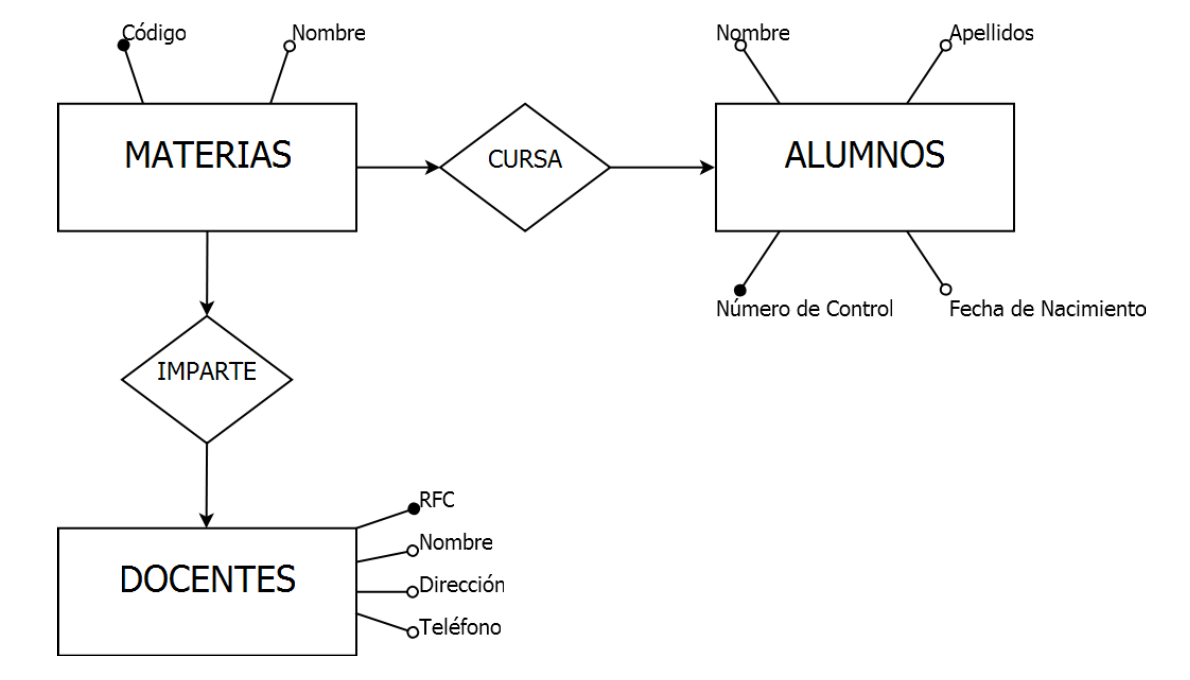 Código
Nombre
Nombre
Apellidos
MATERIAS
CURSA
ALUMNOS
Número de Control
Fecha de Nacimiento
IMPARTE
RFC
Nombre
DOCENTES
Dirección
Teléfono